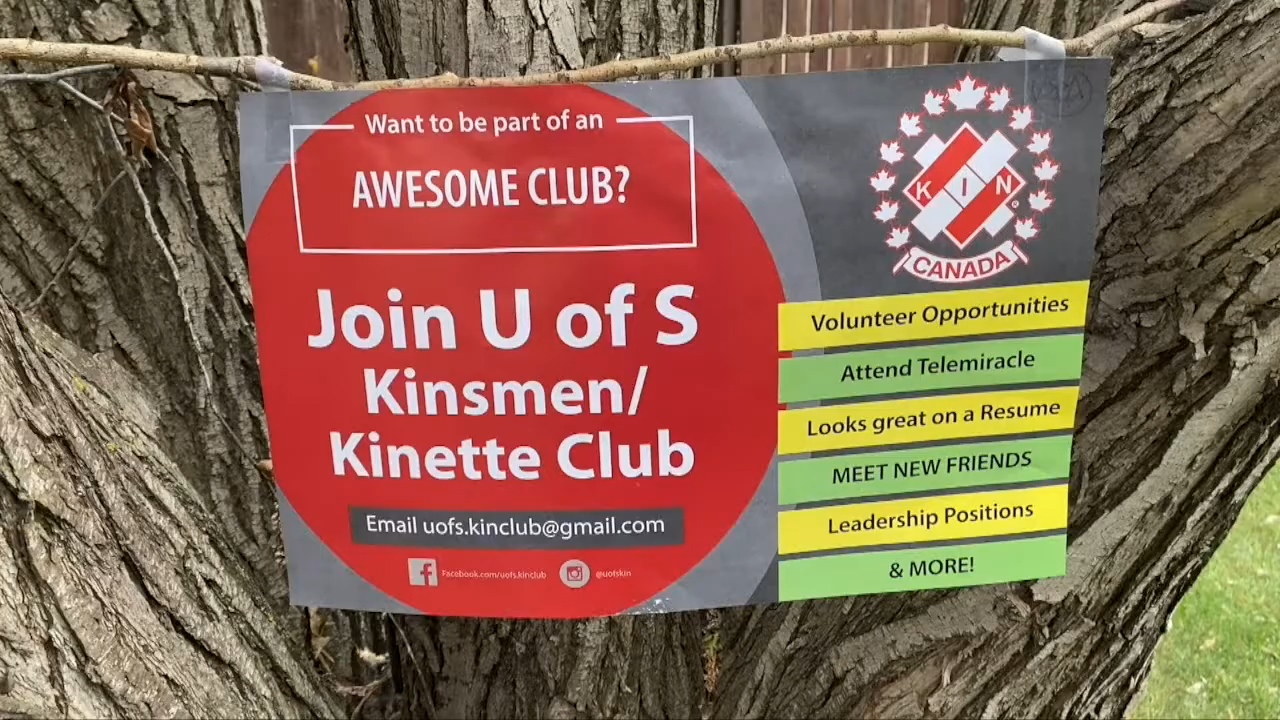 Want to be part of an
AWESOME CLUB?
Join U of S
Kinsmen/
Kinette Club
Email uofs.kinclub@gmail.com
Facebook.com/uofs.kinclub
@uofskin
KIN
CANADA
Volunteer Opportunities
Attend Telemiracle
Looks great on a Resume
MEET NEW FRIENDS
Leadership Positions
& MORE!